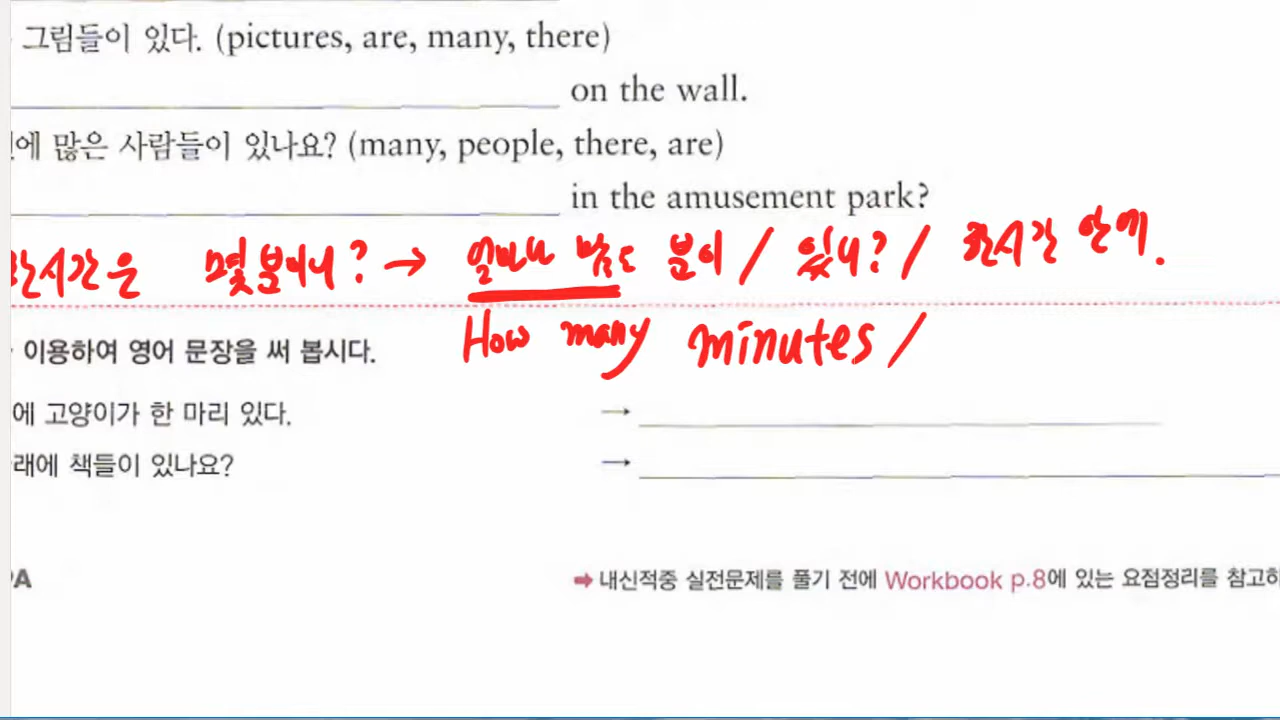 그림들이 있다. (pictures, are, many, there)
on the wall.
에 많은 사람들이 있나요? (many, people, there, are)
in the amusement park?
한시간은 몇분이니? → 얼마나 많은 분이 / 있니? / 한시간 안에.
How many minutes /
이용하여 영어 문장을 써 봅시다.
에 고양이가 한 마리 있다. →
래에 책들이 있나요? →
➡ 내신적중 실전문제를 풀기 전에 Workbook p.8에 있는 요점정리를 참고하